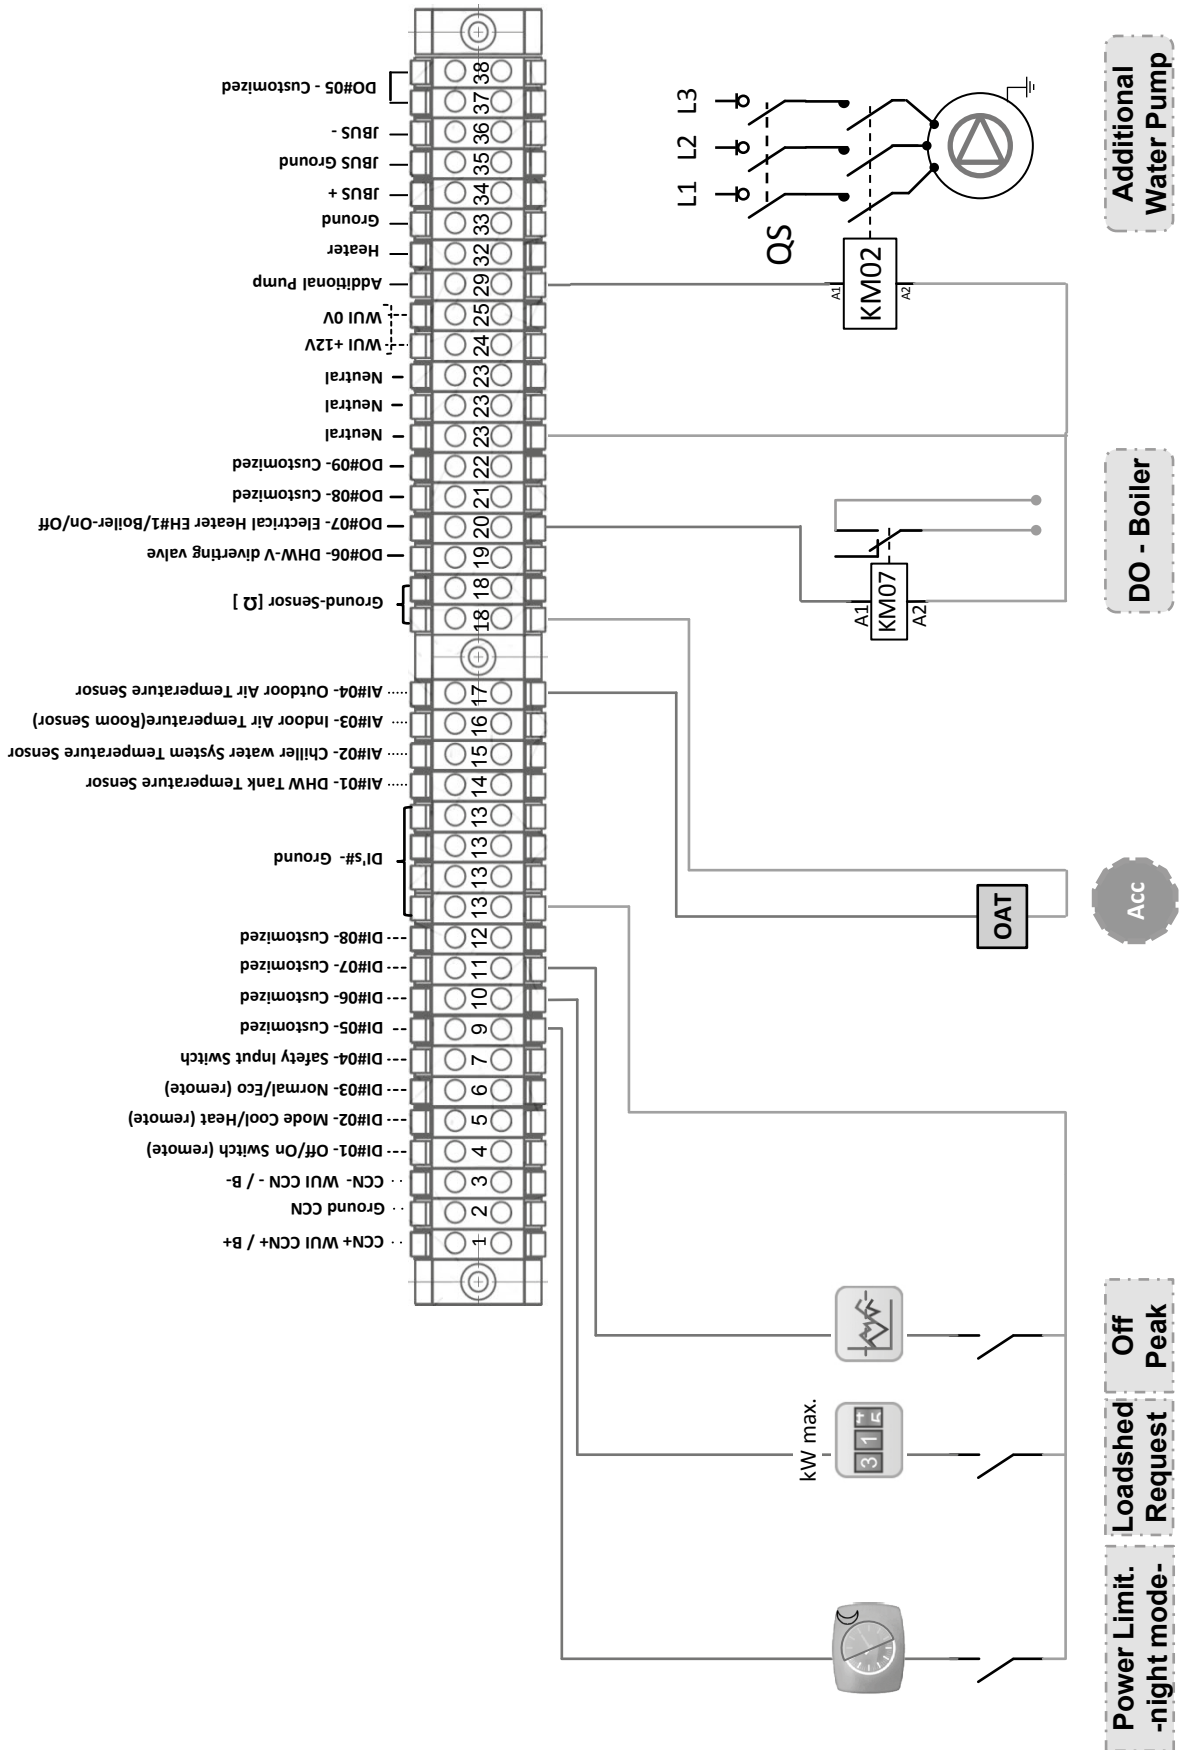 DO#05 - Customized
JBUS -
JBUS Ground
JBUS +
Ground
Heater
Additional Pump
WUI 0V
WUI +12V
Neutral
Neutral
Neutral
DO#09- Customized
DO#08- Customized
DO#07- Electrical Heater EH#1/Boiler-On/Off
DO#06- DHW-V diverting valve
Ground-Sensor [Ω ]
AI#04- Outdoor Air Temperature Sensor
AI#03- Indoor Air Temperature(Room Sensor)
AI#02- Chiller water System Temperature Sensor
AI#01- DHW Tank Temperature Sensor
DI's#- Ground
DI#08- Customized
DI#07- Customized
DI#06- Customized
DI#05- Customized
DI#04- Safety Input Switch
DI#03- Normal/Eco (remote)
DI#02- Mode Cool/Heat (remote)
DI#01- Off/On Switch (remote)
CCN- WUI CCN - / B-
Ground CCN
CCN+ WUI CCN+ / B+
38
37
36
35
34
33
32
29
25
24
23
23
23
22
21
20
19
18
18
17
16
15
14
13
13
13
13
12
11
10
9
7
6
5
4
3
2
1
L3
L2
L1
QS
A1
KM02
A2
A1
KM07
A2
OAT
kW max.
3 1 5 4
Additional
Water Pump
DO - Boiler
Acc
Off
Peak
Loadshed
Request
Power Limit.
-night mode-